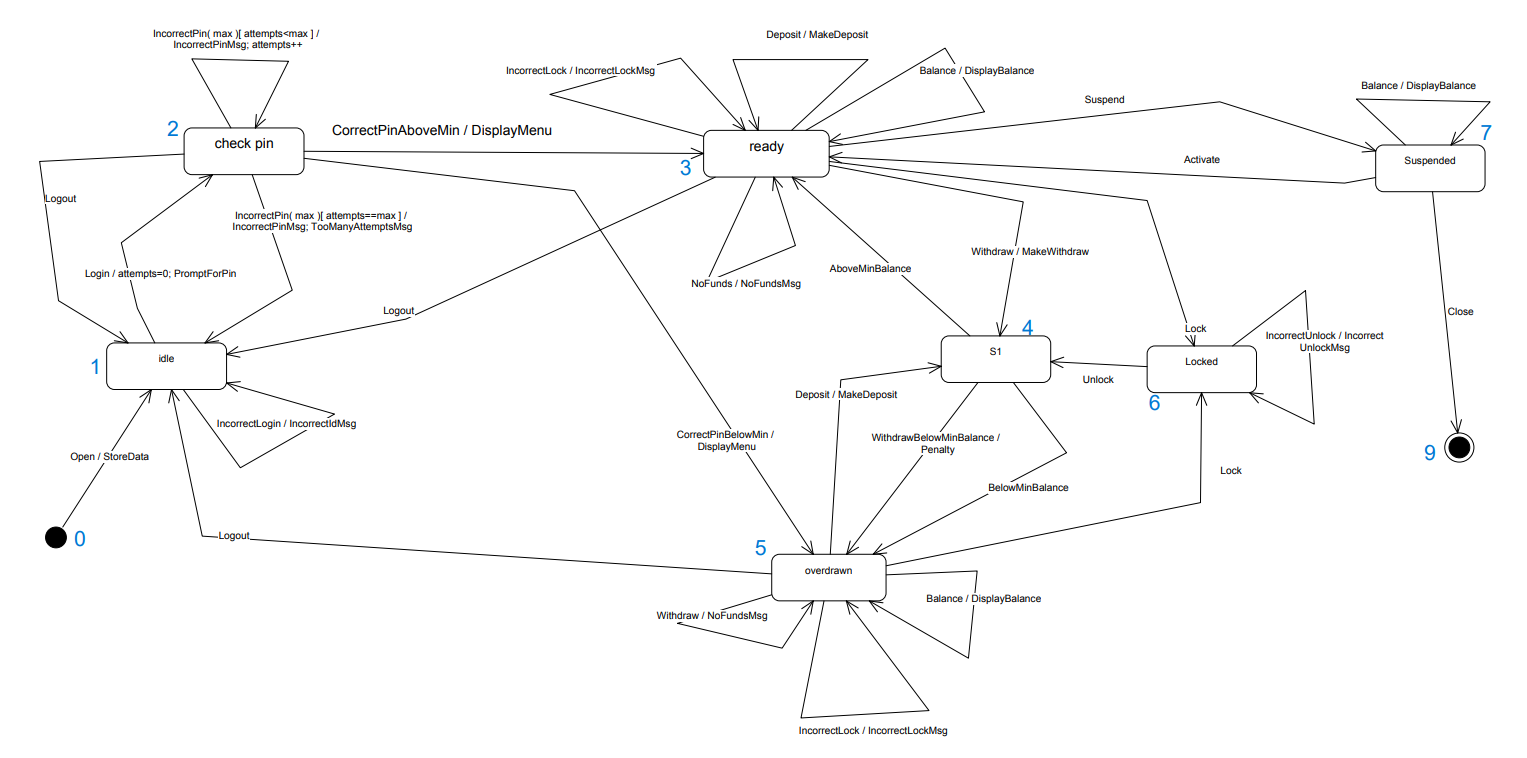 IncorrectPin( max )[ attempts<max ] /
IncorrectPinMsg; attempts++
Deposit / MakeDeposit
IncorrectLock / IncorrectLockMsg
Balance / DisplayBalance
Suspend
Balance / DisplayBalance
2
check pin
CorrectPinAboveMin / DisplayMenu
ready
3
7
Suspended
Activate
Logout
IncorrectPin( max )[ attempts==max ] /
IncorrectPinMsg; TooManyAttemptsMsg
Login / attempts=0; PromptForPin
Withdraw / MakeWithdraw
AboveMinBalance
NoFunds / NoFundsMsg
Logout
Close
1
idle
4
S1
Lock
IncorrectUnlock / Incorrect
UnlockMsg
Locked
6
Unlock
Deposit / MakeDeposit
IncorrectLogin / IncorrectIdMsg
CorrectPinBelowMin /
DisplayMenu
WithdrawBelowMinBalance /
Penalty
9
Open / StoreData
Lock
BelowMinBalance
0
Logout
5
overdrawn
Balance / DisplayBalance
Withdraw / NoFundsMsg
IncorrectLock / IncorrectLockMsg